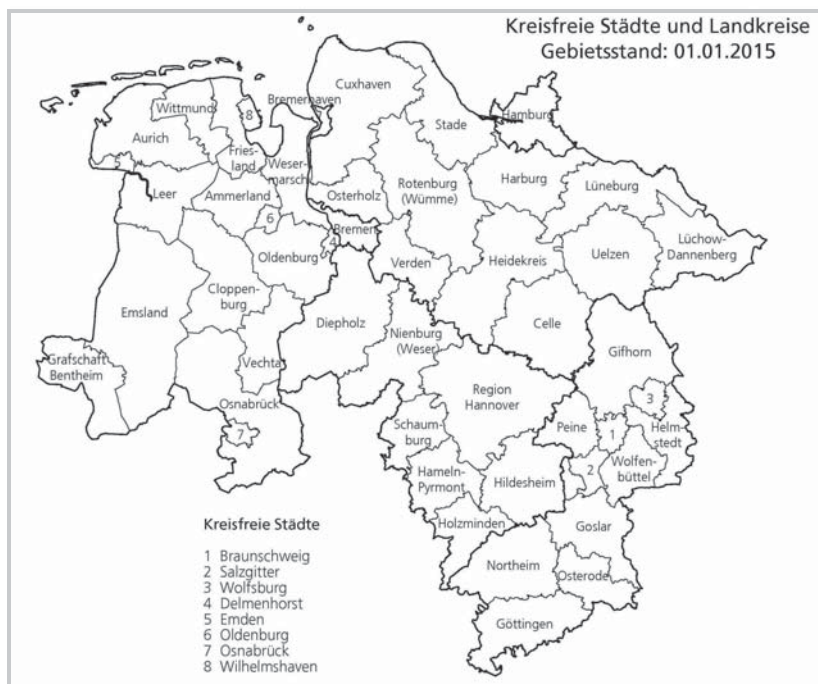 Kreisfreie Städte und Landkreise
Gebietsstand: 01.01.2015
Cuxhaven
Bremerhaven
Wittmund
8
Hamburg
Stade
Aurich
Fries-
land
Weser-
marsch
5
Leer
Ammerland
Osterholz
Rotenburg
(Wümme)
Harburg
Lüneburg
6
Bremen
4
Oldenburg
Verden
Heidekreis
Uelzen
Lüchow-
Dannenberg
Cloppen-
burg
Emsland
Diepholz
Nienburg
(Weser)
Celle
Gifhorn
Grafschaft
Bentheim
Vechta
Region
Hannover
Osnabrück
7
3
Schaum-
burg
Peine
1
Helm-
stedt
Wolfen-
büttel
2
Hameln-
Pyrmont
Hildesheim
Holzminden
Goslar
Northeim
Osterode
Göttingen
Kreisfreie Städte
1 Braunschweig
2 Salzgitter
3 Wolfsburg
4 Delmenhorst
5 Emden
6 Oldenburg
7 Osnabrück
8 Wilhelmshaven